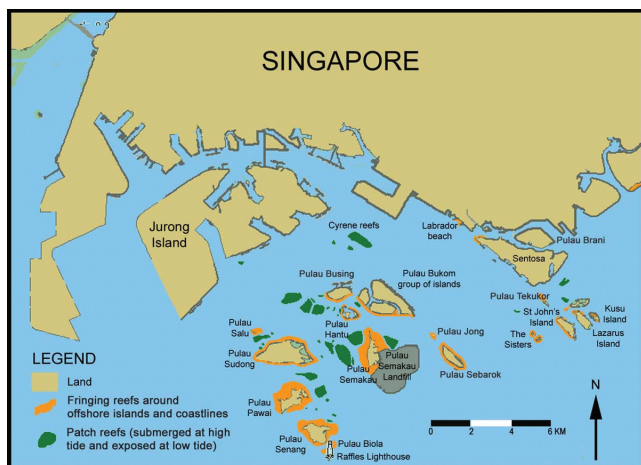 SINGAPORE
Jurong
Island
Cyrene reefs
Labrador
beach
Pulau Brani
Sentosa
Pulau Busing
Pulau Bukom
group of islands
Pulau Tekukor
St John's
Island
Kusu
Island
Lazarus
Island
The
Sisters
Pulau
Salu
Pulau
Hantu
Pulau Jong
Pulau
Sudong
Pulau
Semakau
Pulau
Semakau
Landfill
Pulau Sebarok
Pulau
Pawai
Pulau
Senang
Pulau Biola
Raffles Lighthouse
LEGEND
Land
Fringing reefs around
offshore islands and coastlines
Patch reefs (submerged at high
tide and exposed at low tide)
N
0 2 4 6 KM